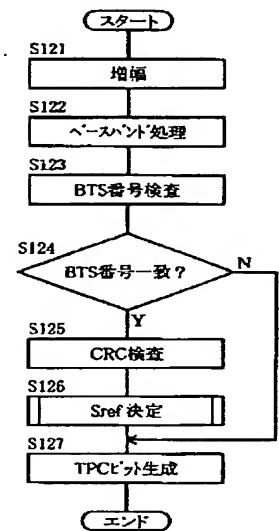 スタート
S121
増幅
S122
ベースバンド処理
S123
BTS番号検査
S124
BTS番号一致？
N
Y
S125
CRC検査
S126
Sref 決定
S127
TPCビット生成
エンド